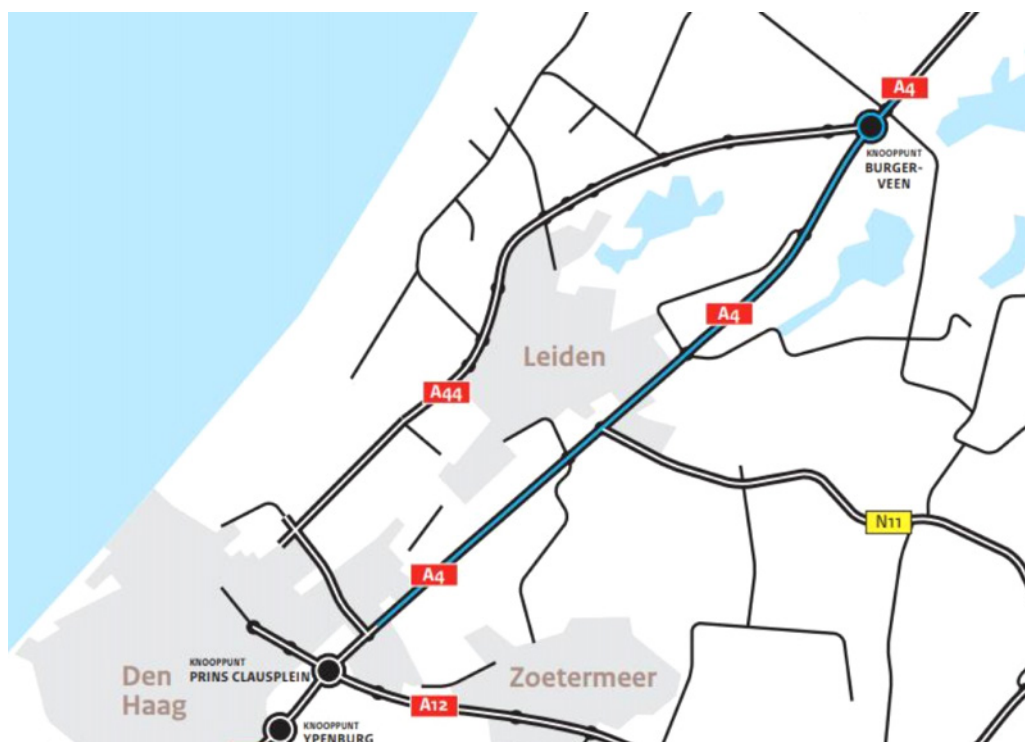 A4
KNOOPPUNT
BURGER-
VEEN
A4
Leiden
A44
N11
A4
KNOOPPUNT
PRINS CLAUSPLEIN
Den
Haag
Zoetermeer
A12
KNOOPPUNT
YPENBURG